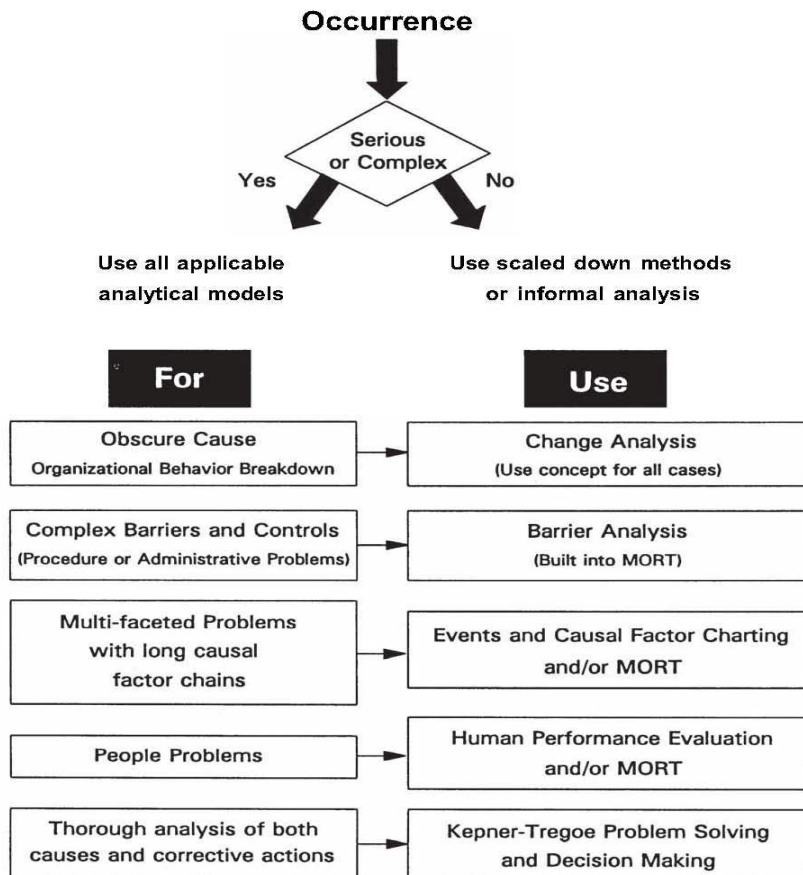 Occurrence
Serious
or Complex
Yes
No
Use all applicable
analytical models
Use scaled down methods
or informal analysis
For
Use
Obscure Cause
Organizational Behavior Breakdown
Change Analysis
(Use concept for all cases)
Complex Barriers and Controls
(Procedure or Administrative Problems)
Barrier Analysis
(Built into MORT)
Multi-faceted Problems
with long causal
factor chains
Events and Causal Factor Charting
and/or MORT
People Problems
Human Performance Evaluation
and/or MORT
Thorough analysis of both
causes and corrective actions
Kepner-Tregoe Problem Solving
and Decision Making